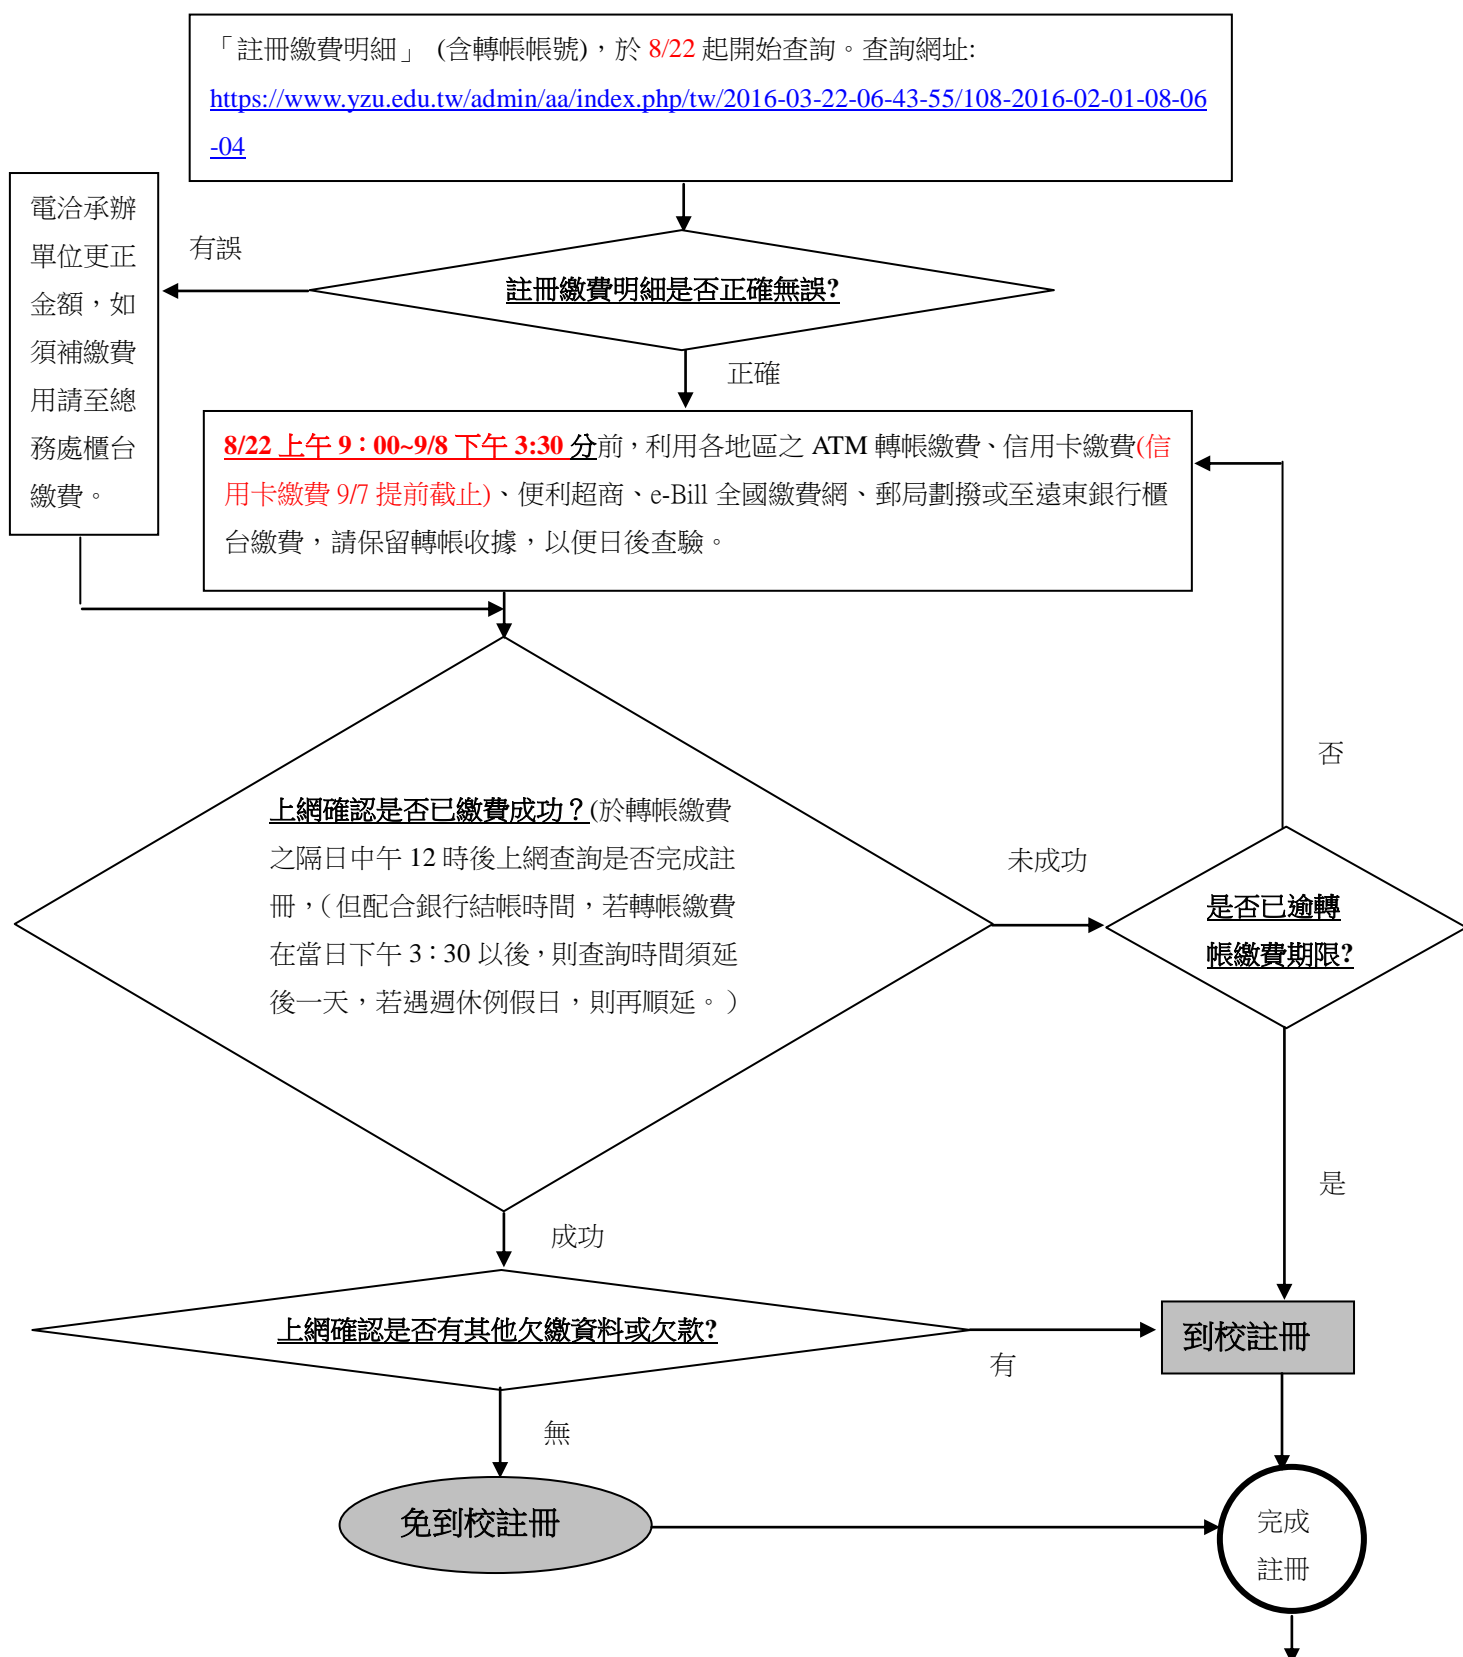 「註冊繳費明細」 (含轉帳帳號)，於 8/22 起開始查詢。查詢網址:
https://www.yzu.edu.tw/admin/aa/index.php/tw/2016-03-22-06-43-55/108-2016-02-01-08-06
-04
電洽承辦
單位更正
金額，如
須補繳費
用請至總
務處櫃台
繳費。
有誤
註冊繳費明細是否正確無誤?
正確
8/22 上午 9：00~9/8 下午 3:30 分前，利用各地區之 ATM 轉帳繳費、信用卡繳費(信
用卡繳費 9/7 提前截止)、便利超商、e-Bill 全國繳費網、郵局劃撥或至遠東銀行櫃
台繳費，請保留轉帳收據，以便日後查驗。
否
上網確認是否已繳費成功？(於轉帳繳費
之隔日中午 12 時後上網查詢是否完成註
冊，（但配合銀行結帳時間，若轉帳繳費
在當日下午 3：30 以後，則查詢時間須延
後一天，若遇週休例假日，則再順延。）
未成功
是否已逾轉
帳繳費期限?
是
成功
上網確認是否有其他欠繳資料或欠款?
有
到校註冊
無
免到校註冊
完成
註冊